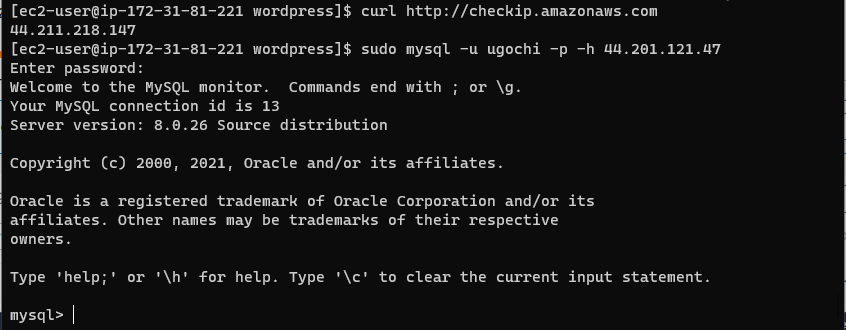 [ec2-user@ip-172-31-81-221 wordpress]$ curl http://checkip.amazonaws.com
44.211.218.147
[ec2-user@ip-172-31-81-221 wordpress]$ sudo mysql -u ugochi -p -h 44.201.121.47
Enter password:
Welcome to the MySQL monitor.  Commands end with ; or \g.
Your MySQL connection id is 13
Server version: 8.0.26 Source distribution

Copyright (c) 2000, 2021, Oracle and/or its affiliates.

Oracle is a registered trademark of Oracle Corporation and/or its
affiliates. Other names may be trademarks of their respective
owners.

Type 'help;' or '\h' for help. Type '\c' to clear the current input statement.

mysql>